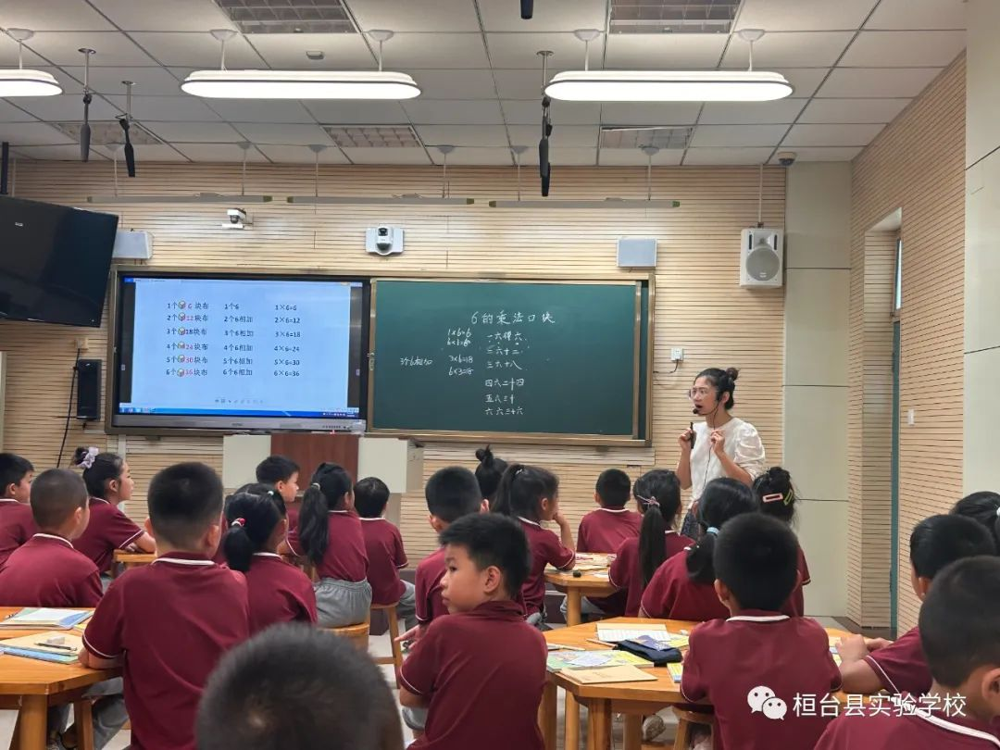 1个 6 块布 1个6 1×6=6
2个 12块布 2个6相加 2×6=12
3个 18块布 3个6相加 3×6=18
4个 24块布 4个6相加 4×6=24
5个 30块布 5个6相加 5×6=30
6个 36块布 6个6相加 6×6=36
6的乘法口诀
1×6=6 一六得六
6×1=6
二六十二
3个6相加 3×6=18 三六十八
6×3=18
四六二十四
五六三十
六六三十六
桓台县实验学校